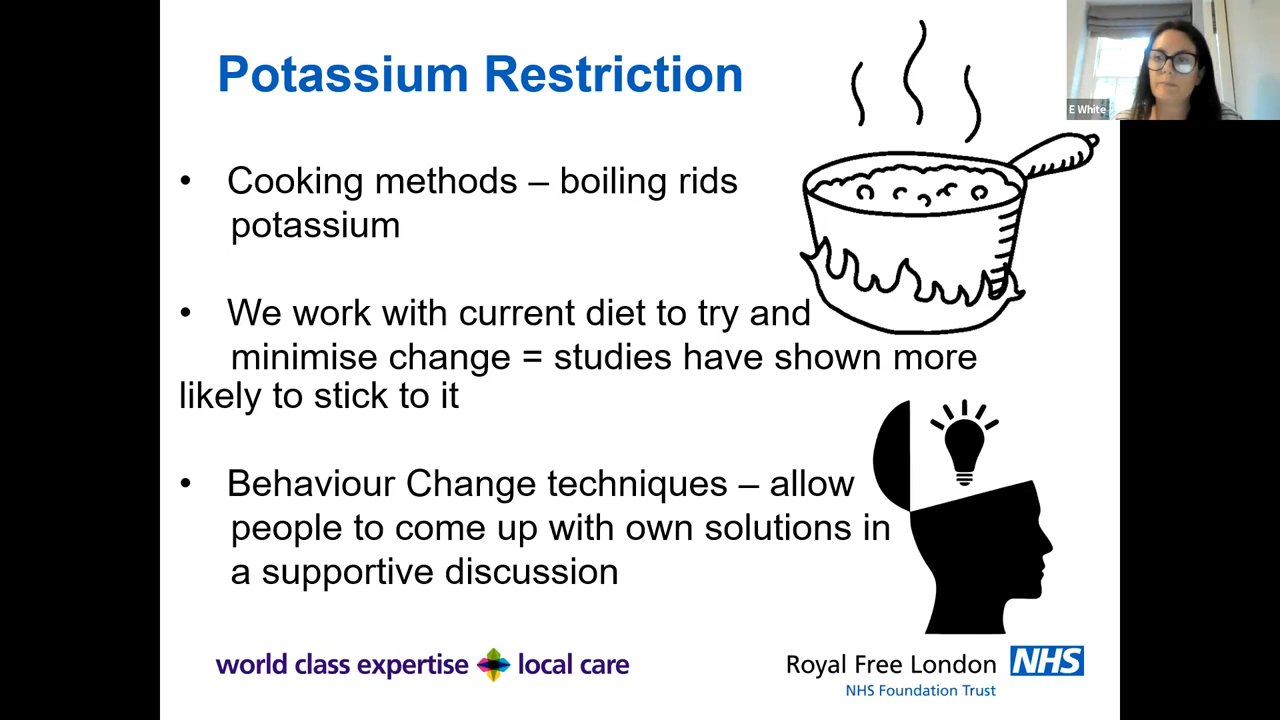 Potassium Restriction
E White
• Cooking methods – boiling rids
potassium
• We work with current diet to try and
minimise change = studies have shown more
likely to stick to it
• Behaviour Change techniques – allow
people to come up with own solutions in
a supportive discussion
world class expertise local care
Royal Free London NHS
NHS Foundation Trust